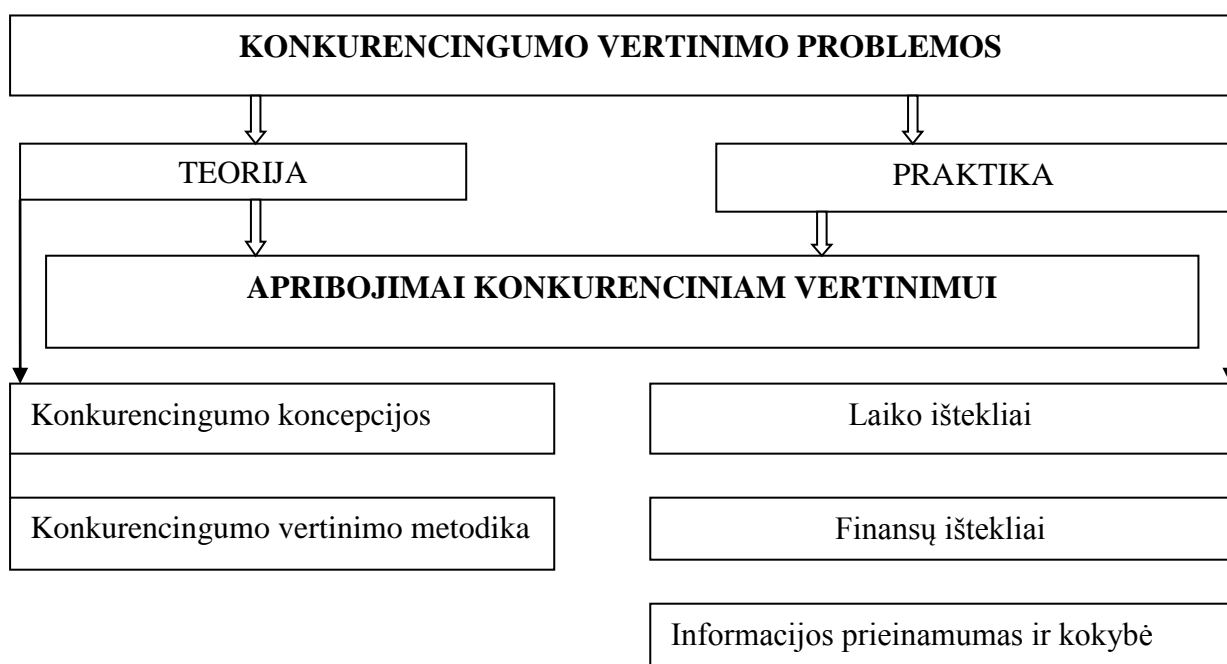 KONKURENCINGUMO VERTINIMO PROBLEMOS
TEORIJA
PRAKTIKA
APRIBOJIMAI KONKURENCINIAM VERTINIMUI
Konkurencingumo koncepcijos
Laiko ištekliai
Konkurencingumo vertinimo metodika
Finansų ištekliai
Informacijos prieinamumas ir kokybė